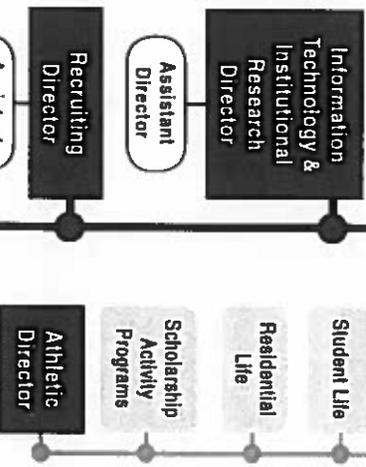 Information
Technology &
Institutional
Research
Director
Assistant
Director
Recruiting
Director
Student Life
Residential
Life
Scholarship
Activity
Programs
Athletic
Director